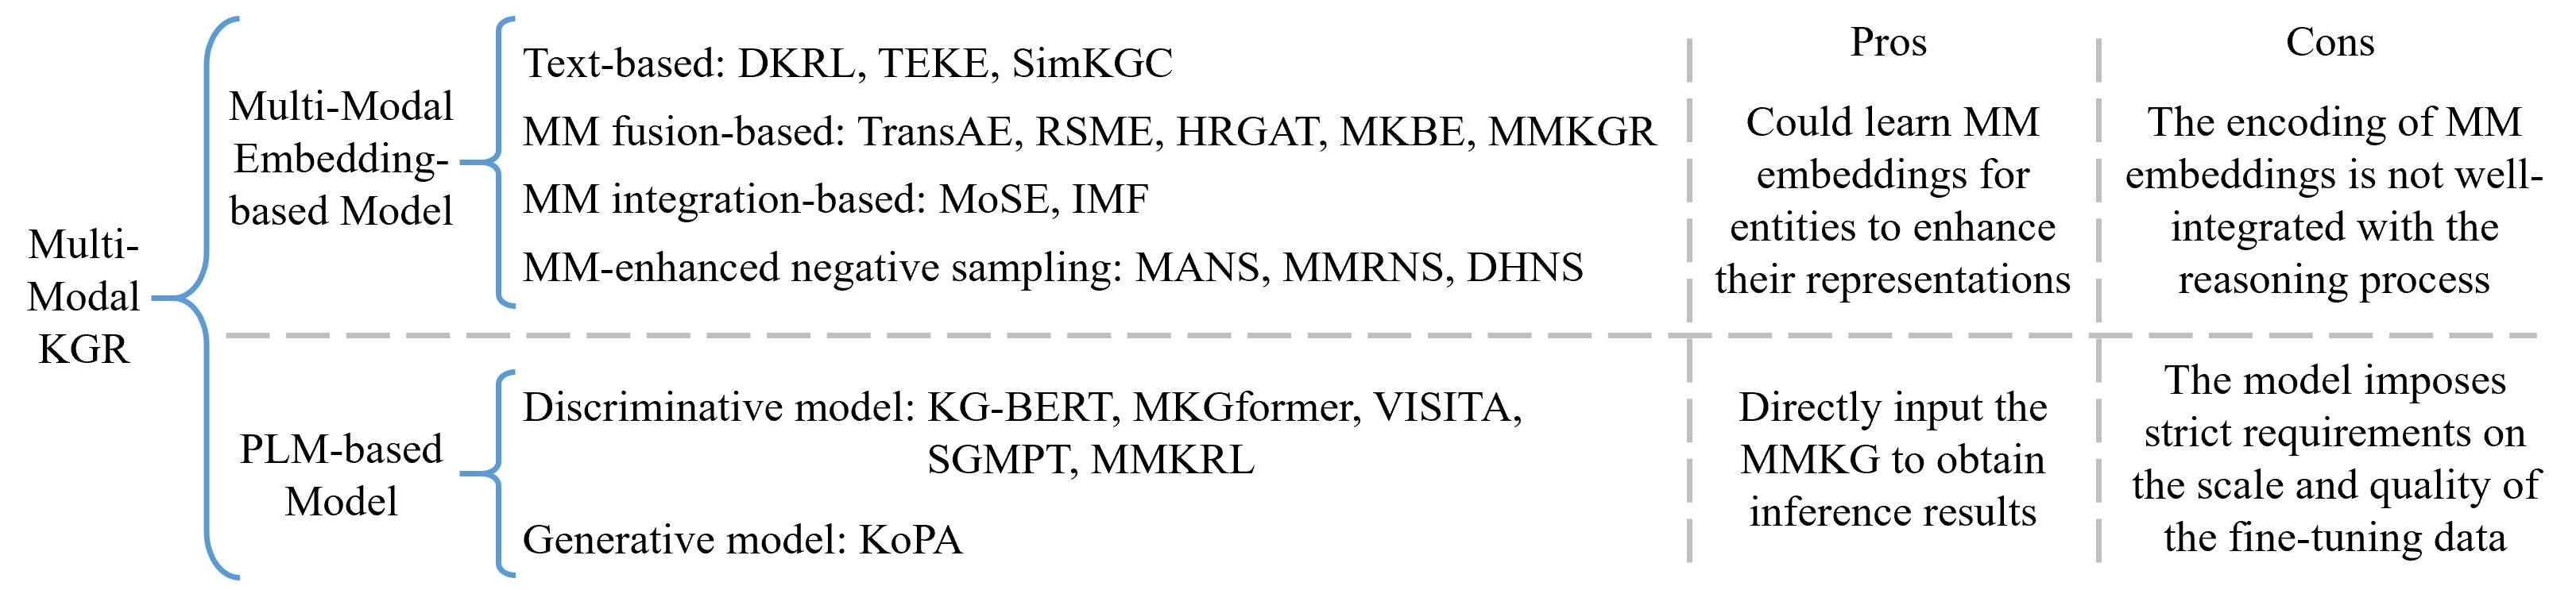 Multi-
Modal
KGR
Multi-Modal
Embedding-
based Model
Text-based: DKRL, TEKE, SimKGC
MM fusion-based: TransAE, RSME, HRGAT, MKBE, MMKGR
MM integration-based: MoSE, IMF
MM-enhanced negative sampling: MANS, MMRNS, DHNS
Pros
Could learn MM
embeddings for
entities to enhance
their representations
Cons
The encoding of MM
embeddings is not well-
integrated with the
reasoning process
PLM-based
Model
Discriminative model: KG-BERT, MKGformer, VISITA,
SGMPT, MMKRL
Generative model: KoPA
Directly input the
MMKG to obtain
inference results
The model imposes
strict requirements on
the scale and quality of
the fine-tuning data